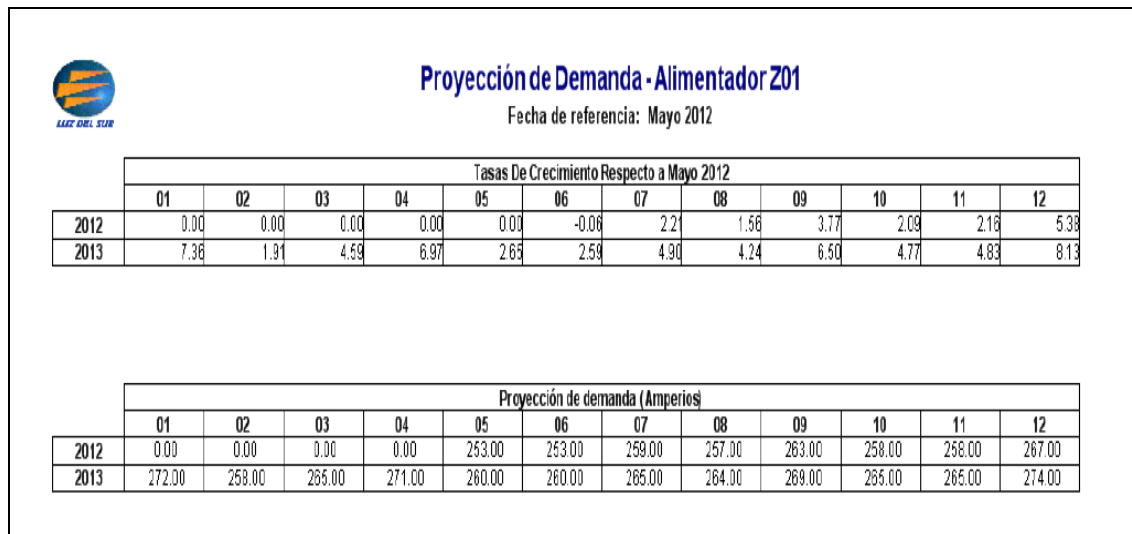 Proyección de Demanda - Alimentador Z01
Fecha de referencia: Mayo 2012
LUZ DEL SUR
Tasas De Crecimiento Respecto a Mayo 2012
01 02 03 04 05 06 07 08 09 10 11 12
2012 0.00 0.00 0.00 0.00 0.00 -0.06 2.21 1.56 3.77 2.09 2.16 5.38
2013 7.36 1.91 4.59 6.97 2.65 2.59 4.90 4.24 6.50 4.77 4.83 8.13
Proyección de demanda (Amperios)
01 02 03 04 05 06 07 08 09 10 11 12
2012 0.00 0.00 0.00 0.00 253.00 253.00 259.00 257.00 263.00 258.00 258.00 267.00
2013 272.00 258.00 265.00 271.00 260.00 260.00 265.00 264.00 269.00 265.00 265.00 274.00